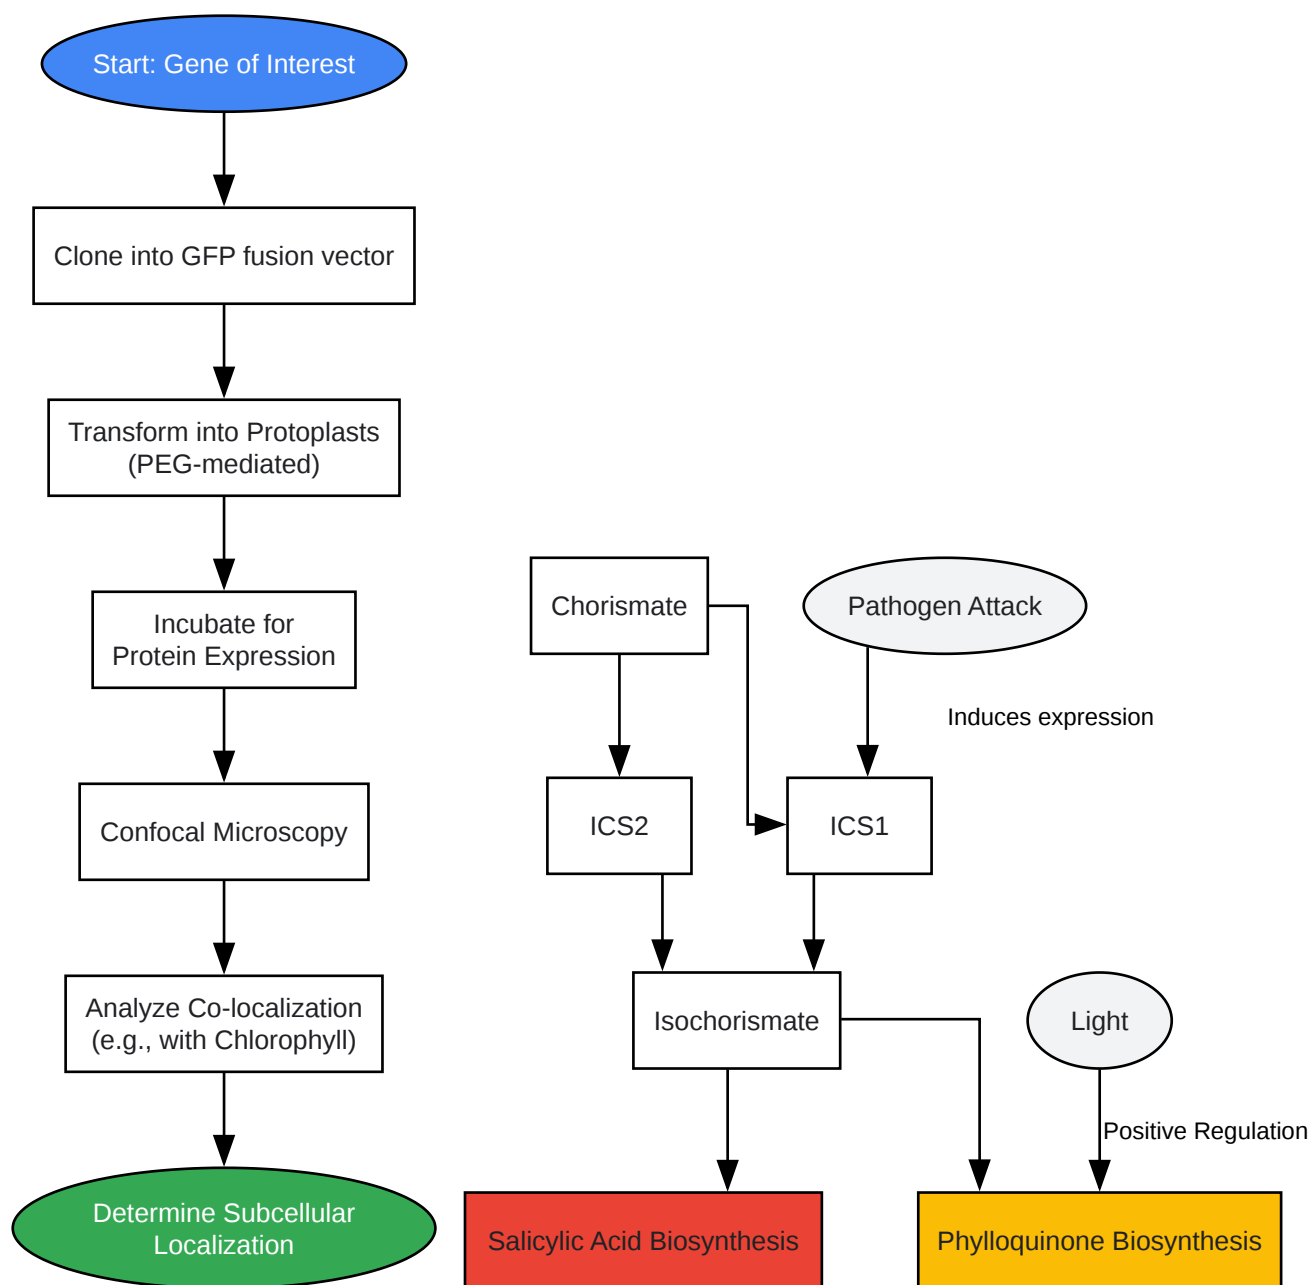 Start: Gene of Interest
Clone into GFP fusion vector
Transform into Protoplasts
(PEG-mediated)
Incubate for
Protein Expression
Confocal Microscopy
Analyze Co-localization
(e.g., with Chlorophyll)
Determine Subcellular
Localization
Chorismate
Pathogen Attack
Induces expression
ICS2
ICS1
Isochorismate
Light
Positive Regulation
Salicylic Acid Biosynthesis
Phylloquinone Biosynthesis